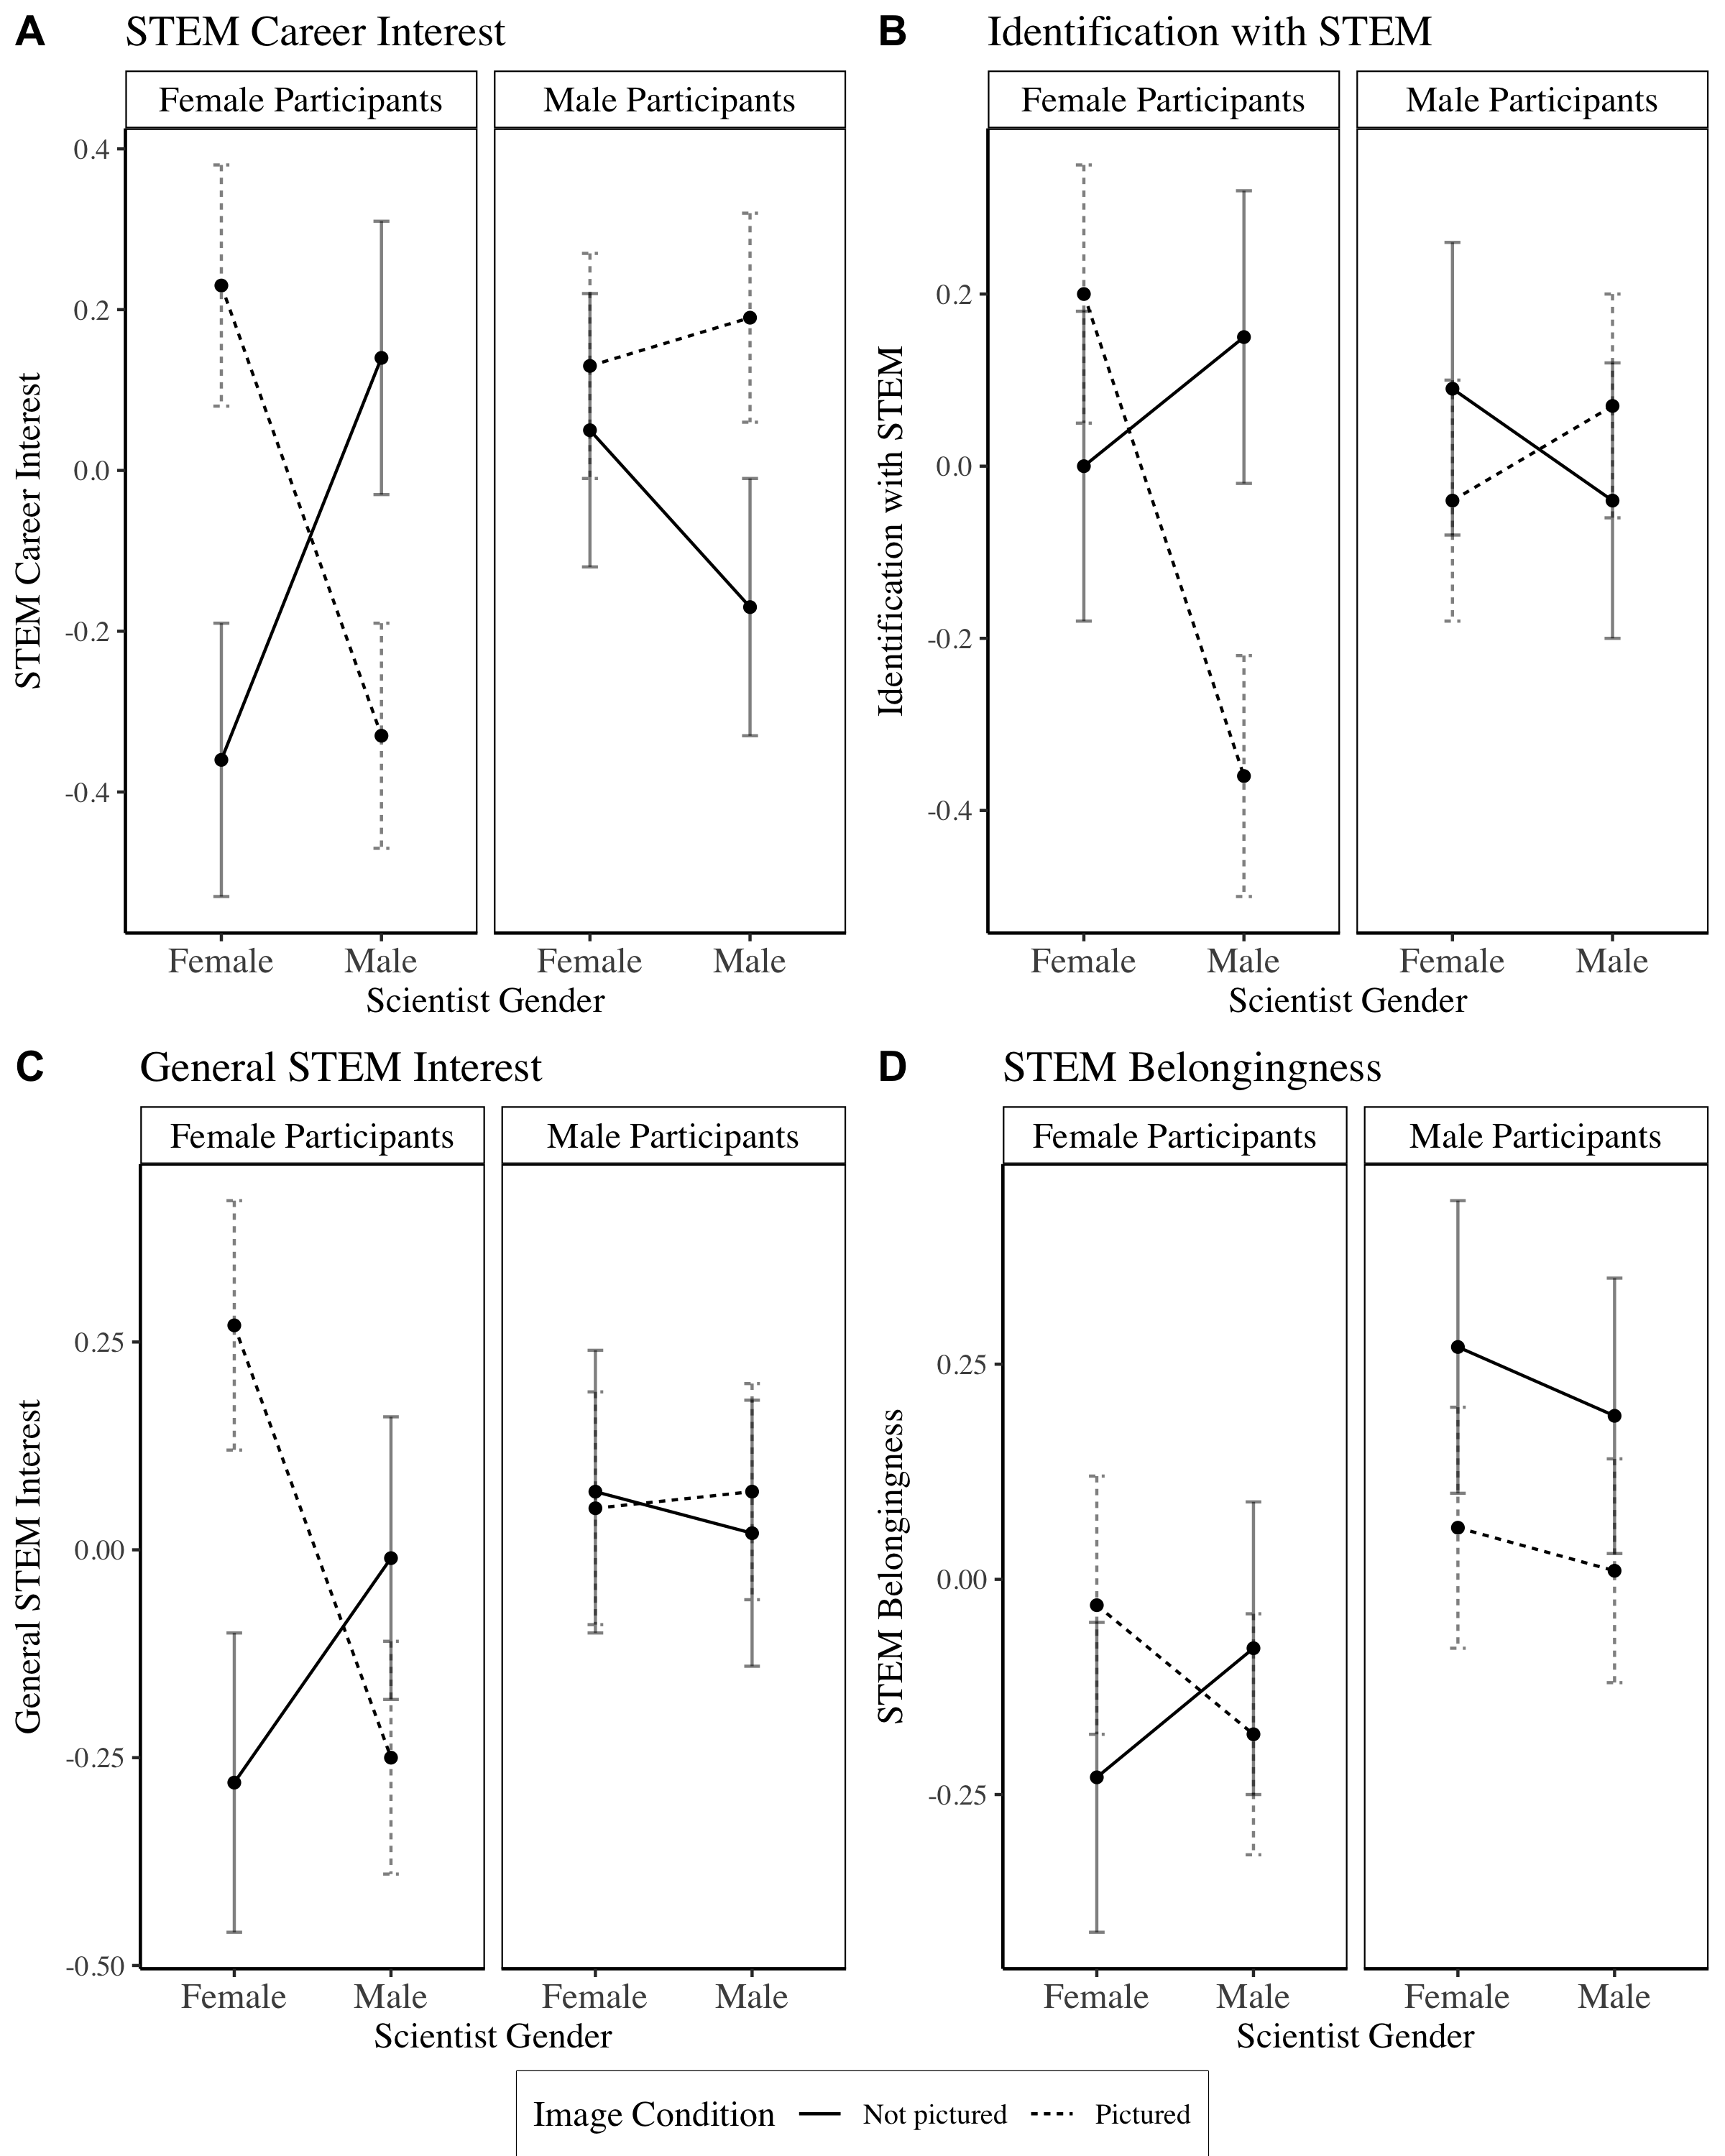 A STEM Career Interest
Female Participants Male Participants
STEM Career Interest
0.4
0.2
0.0
-0.2
-0.4
Female Male Female Male
Scientist Gender
B Identification with STEM
Female Participants Male Participants
Identification with STEM
0.2
0.0
-0.2
-0.4
Female Male Female Male
Scientist Gender
C General STEM Interest
Female Participants Male Participants
General STEM Interest
0.25
0.00
-0.25
-0.50
Female Male Female Male
Scientist Gender
D STEM Belongingness
Female Participants Male Participants
STEM Belongingness
0.25
0.00
-0.25
Female Male Female Male
Scientist Gender
Image Condition Not pictured Pictured